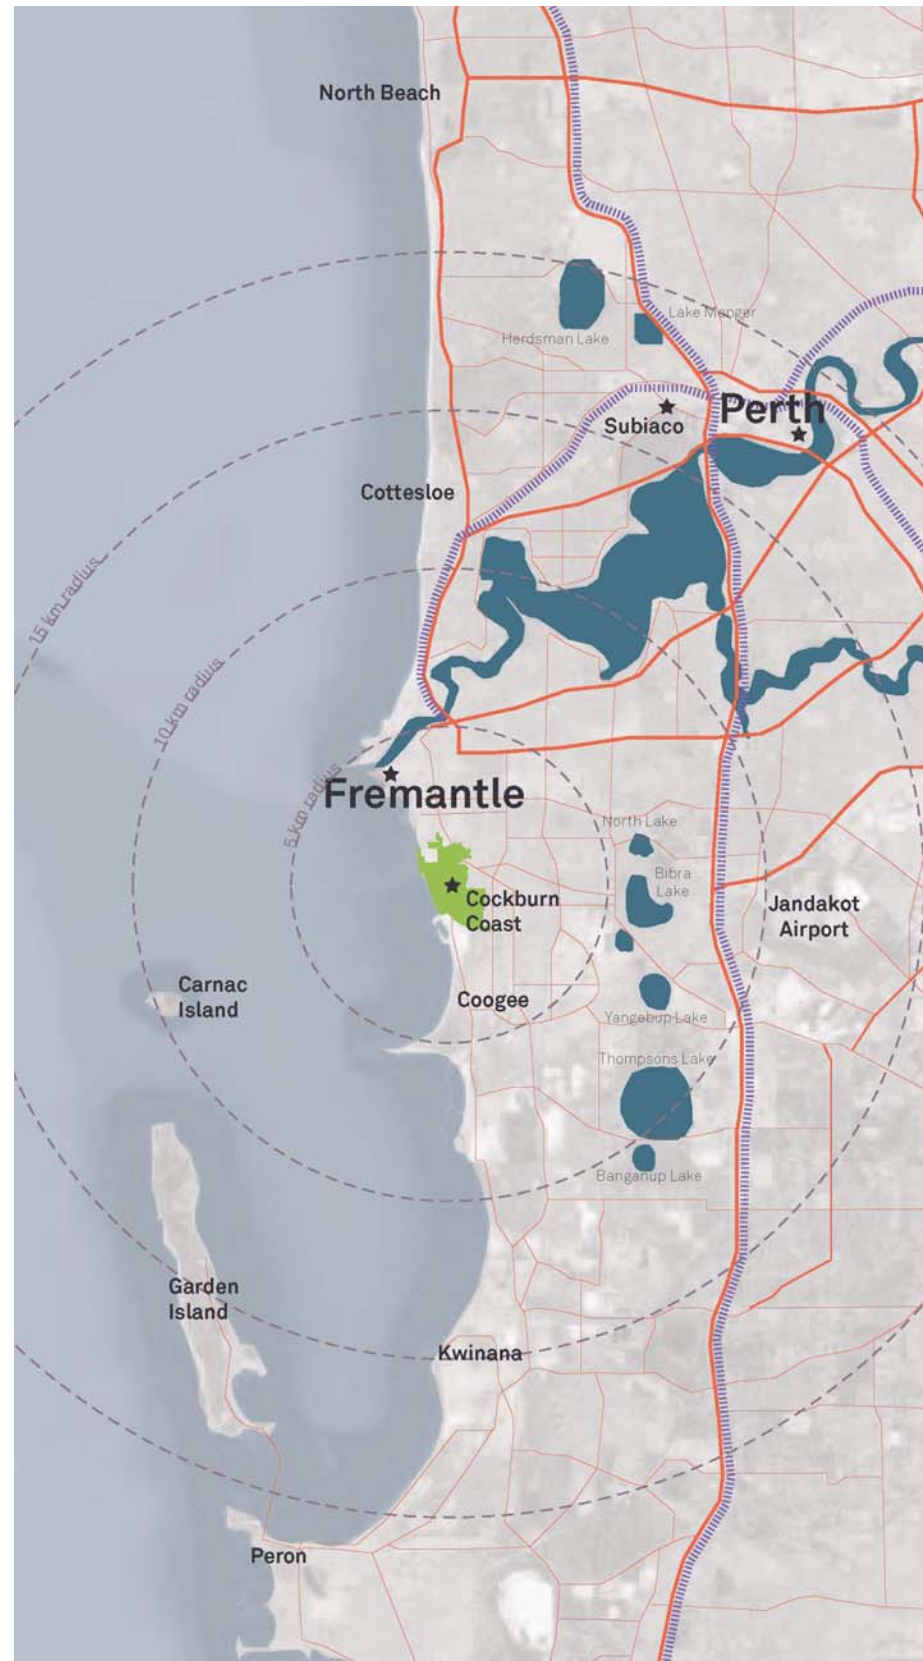 North Beach
Lake Monger
Herdsman Lake
Perth
Subiaco
Cottesloe
15 km radius
10 km radius
5 km radius
Fremantle
North Lake
Bibra
Lake
Cockburn
Coast
Jandakot
Airport
Carnac
Island
Coogee
Yangebup Lake
Thompsons Lake
Banganup Lake
Garden
Island
Kwinana
Peron